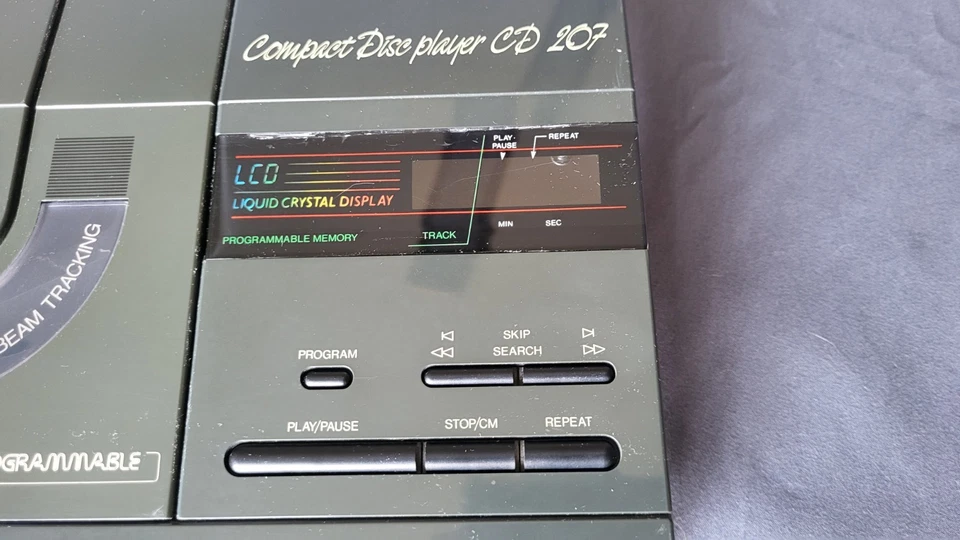 Compact Disc player CD 207
PLAY·
PAUSE
REPEAT
LCD
LIQUID CRYSTAL DISPLAY
MIN
SEC
PROGRAMMABLE MEMORY
TRACK
BEAM TRACKING
SKIP
PROGRAM
SEARCH
PLAY/PAUSE
STOP/CM
REPEAT
OGRAMMABLE